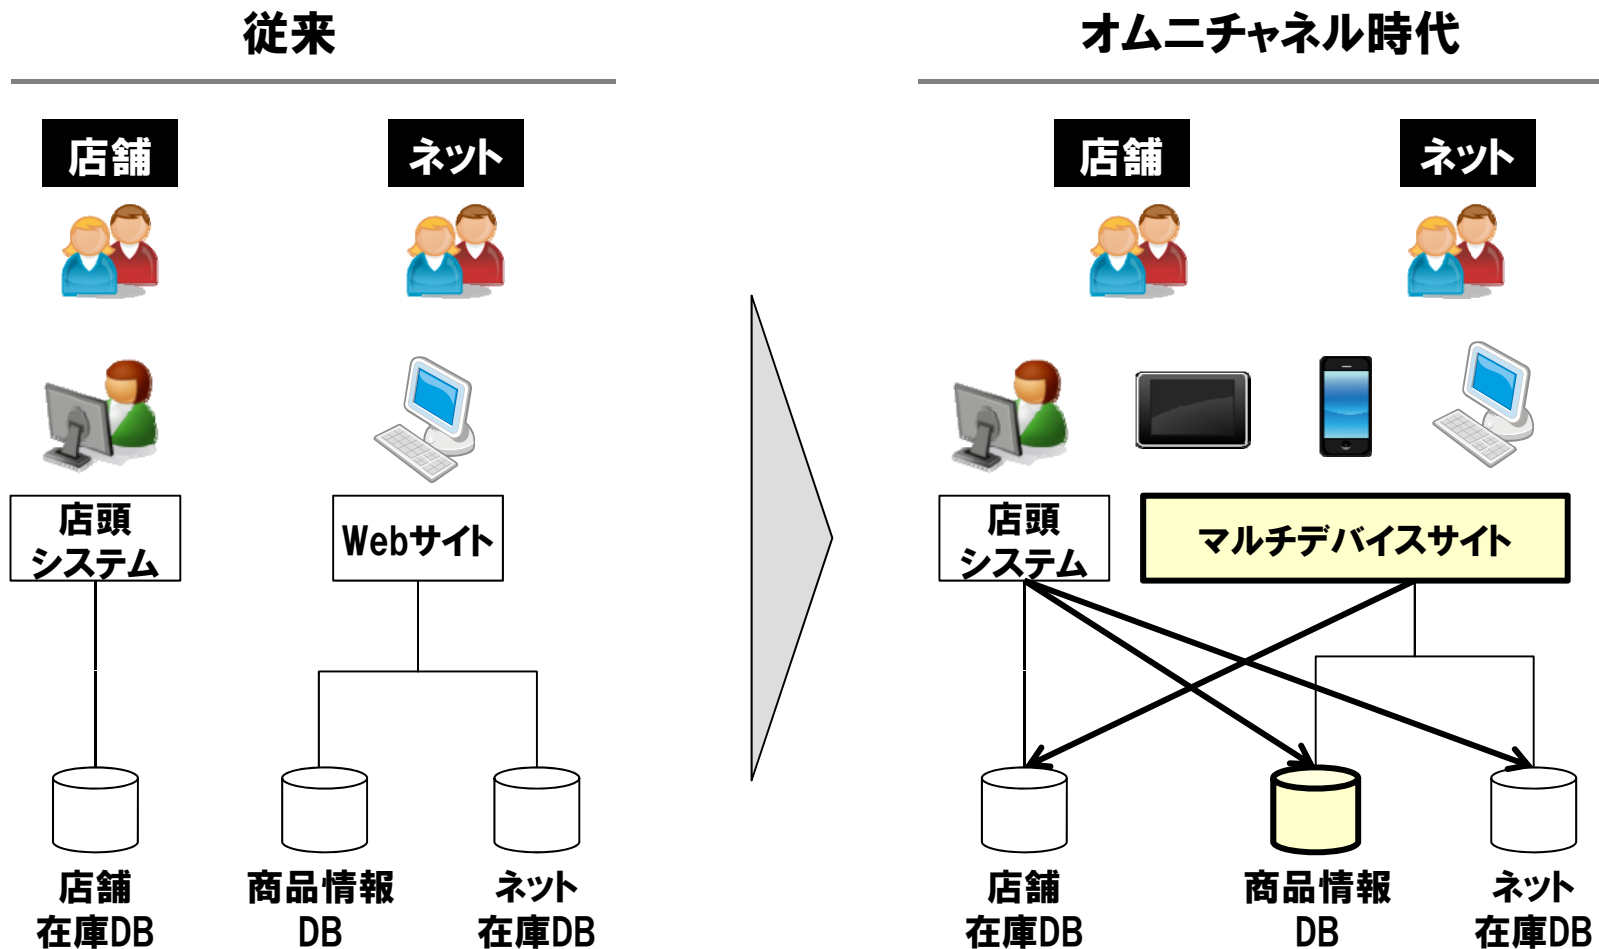 従来
オムニチャネル時代
店舗
ネット
店舗
ネット
店頭
システム
Webサイト
店頭
システム
マルチデバイスサイト
店舗
在庫DB
商品情報
DB
ネット
在庫DB
店舗
在庫DB
商品情報
DB
ネット
在庫DB